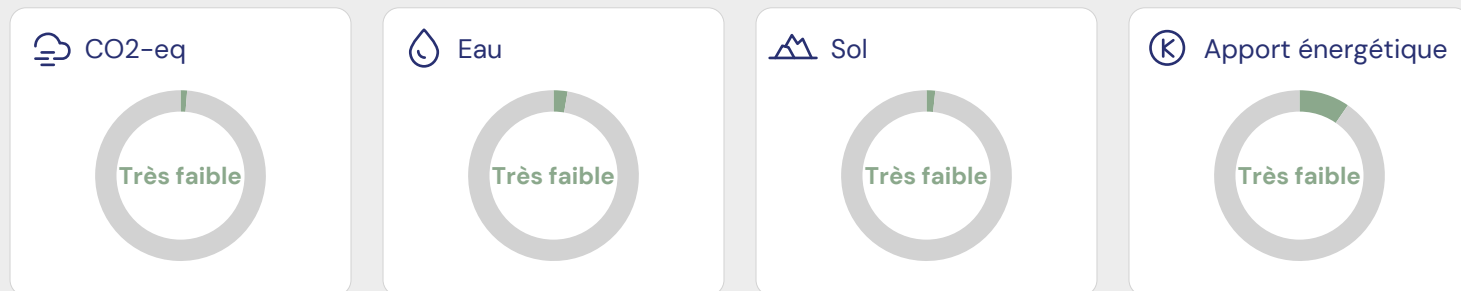 CO2-eq
Très faible
Eau
Très faible
Sol
Très faible
Apport énergétique
Très faible